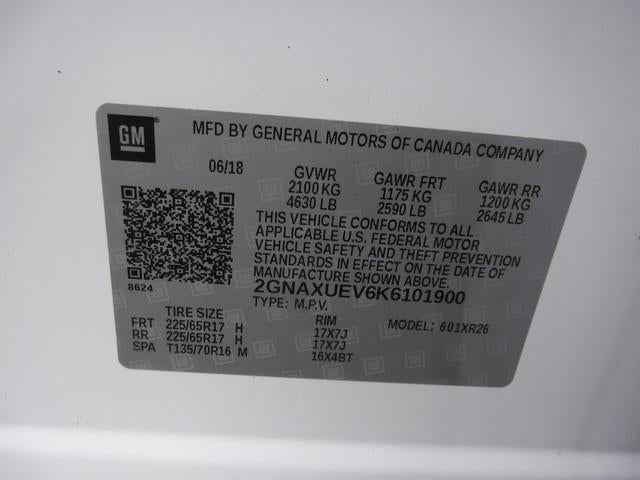 GM
MFD BY GENERAL MOTORS OF CANADA COMPANY
06/18 GVWR GAWR FRT GAWR RR
2100 KG 1175 KG 1200 KG
4630 LB 2590 LB 2645 LB
THIS VEHICLE CONFORMS TO ALL
APPLICABLE U.S. FEDERAL MOTOR
VEHICLE SAFETY AND THEFT PREVENTION
STANDARDS IN EFFECT ON THE DATE OF
MANUFACTURE SHOWN ABOVE.
8624 2GNAXUEV6K6101900
TYPE: M.P.V.
TIRE SIZE RIM MODEL: 601XR26
FRT 225/65R17 H 17X7J
RR 225/65R17 H 17X7J
SPA T135/70R16 M 16X4BT